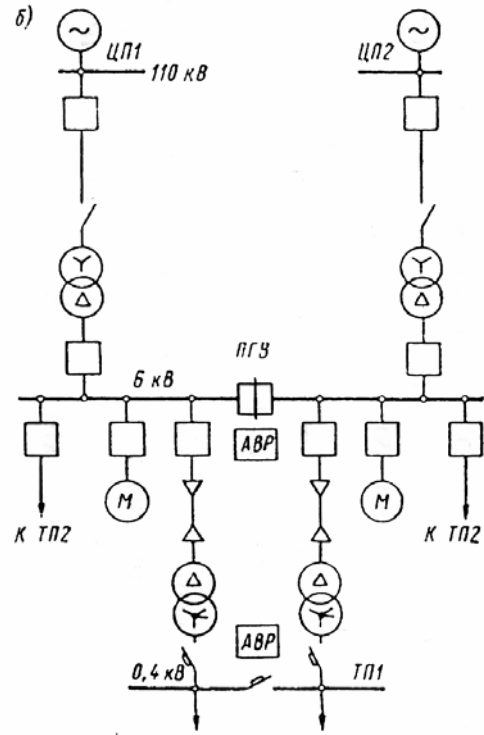 б)
ЦП1
ЦП2
110 кВ
ПГУ
6 кВ
АВР
М
М
К ТП2
К ТП2
АВР
0,4 кВ
ТП1